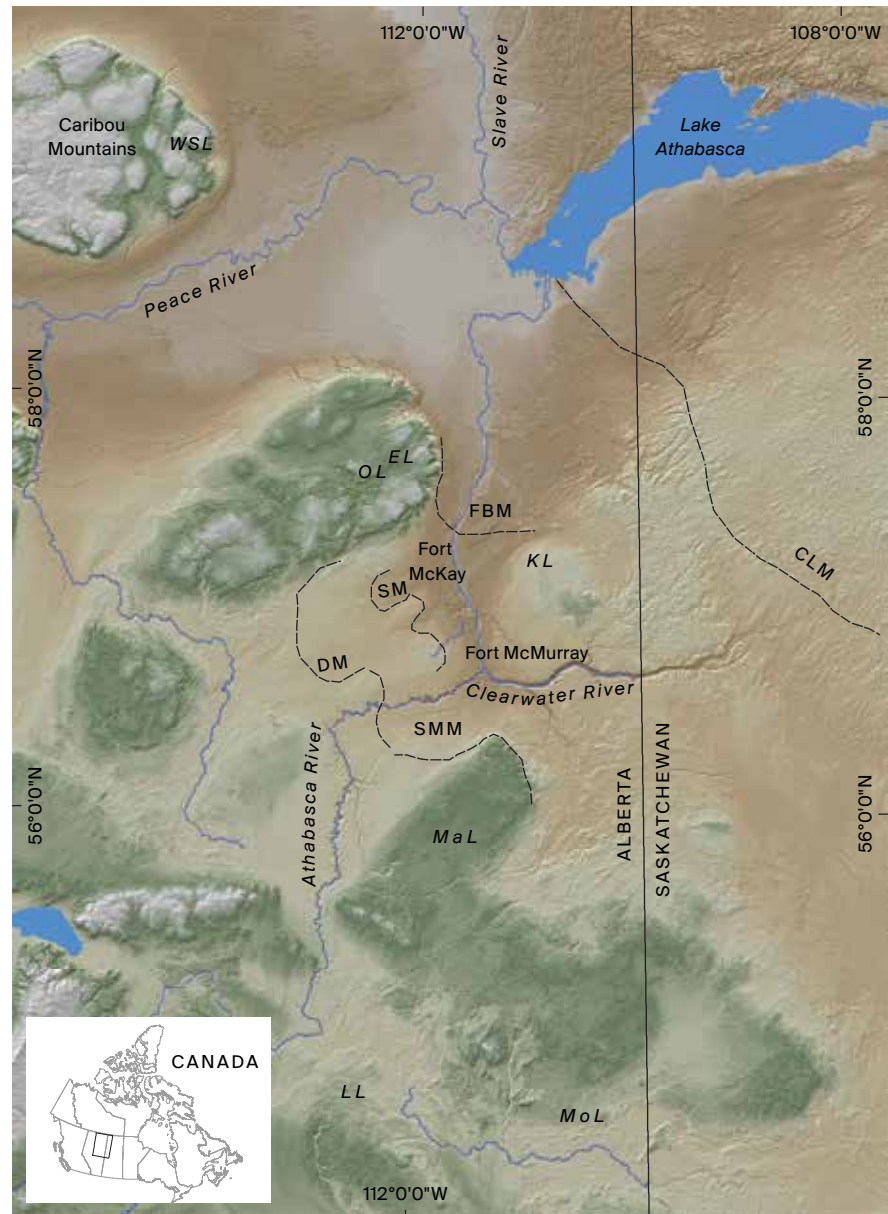 112°0'0"W
108°0'0"W
Slave River
Caribou
Mountains
WSL
Lake
Athabasca
Peace River
58°0'0"N
58°0'0"N
EL
OL
FBM
Fort
McKay
KL
SM
CLM
DM
Fort McMurray
Clearwater River
SMM
Athabasca River
ALBERTA
SASKATCHEWAN
56°0'0"N
56°0'0"N
MaL
CANADA
LL
MoL
112°0'0"W